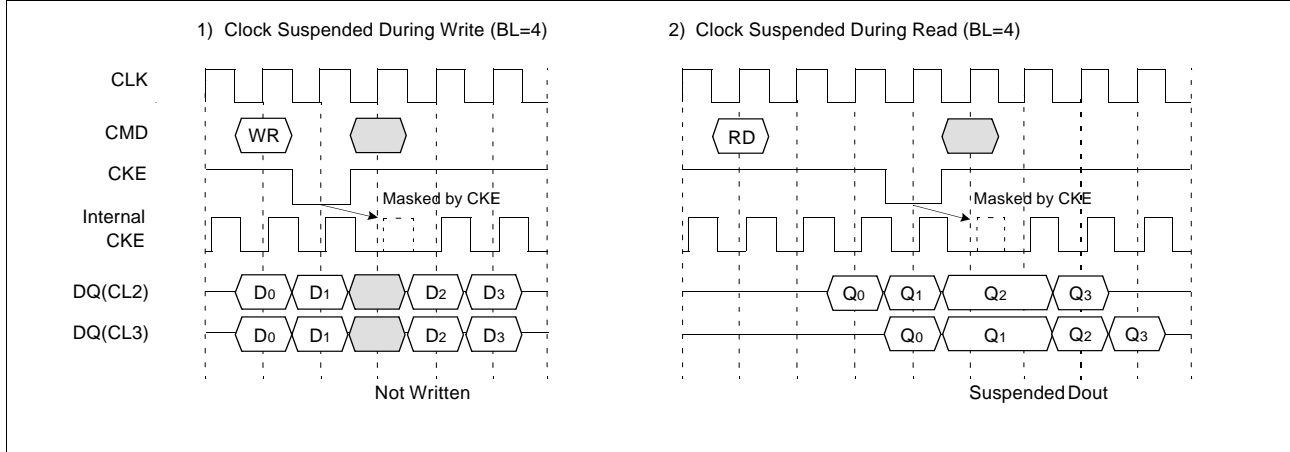 1) Clock Suspended During Write (BL=4)
2) Clock Suspended During Read (BL=4)
CLK
CMD WR RD
CKE
Masked by CKE Masked by CKE
Internal
CKE
DQ(CL2) D0 D1 D2 D3 Q0 Q1 Q2 Q3
DQ(CL3) D0 D1 D2 D3 Q0 Q1 Q2 Q3
Not Written Suspended Dout